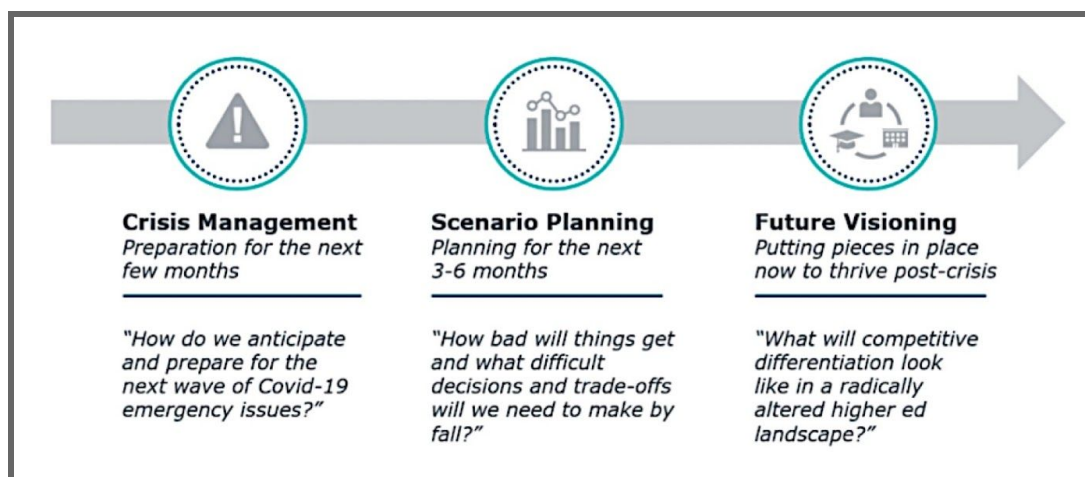 Crisis Management
Preparation for the next
few months
"How do we anticipate
and prepare for the
next wave of Covid-19
emergency issues?"
Scenario Planning
Planning for the next
3-6 months
"How bad will things get
and what difficult
decisions and trade-offs
will we need to make by
fall?"
Future Visioning
Putting pieces in place
now to thrive post-crisis
"What will competitive
differentiation look
like in a radically
altered higher ed
landscape?"